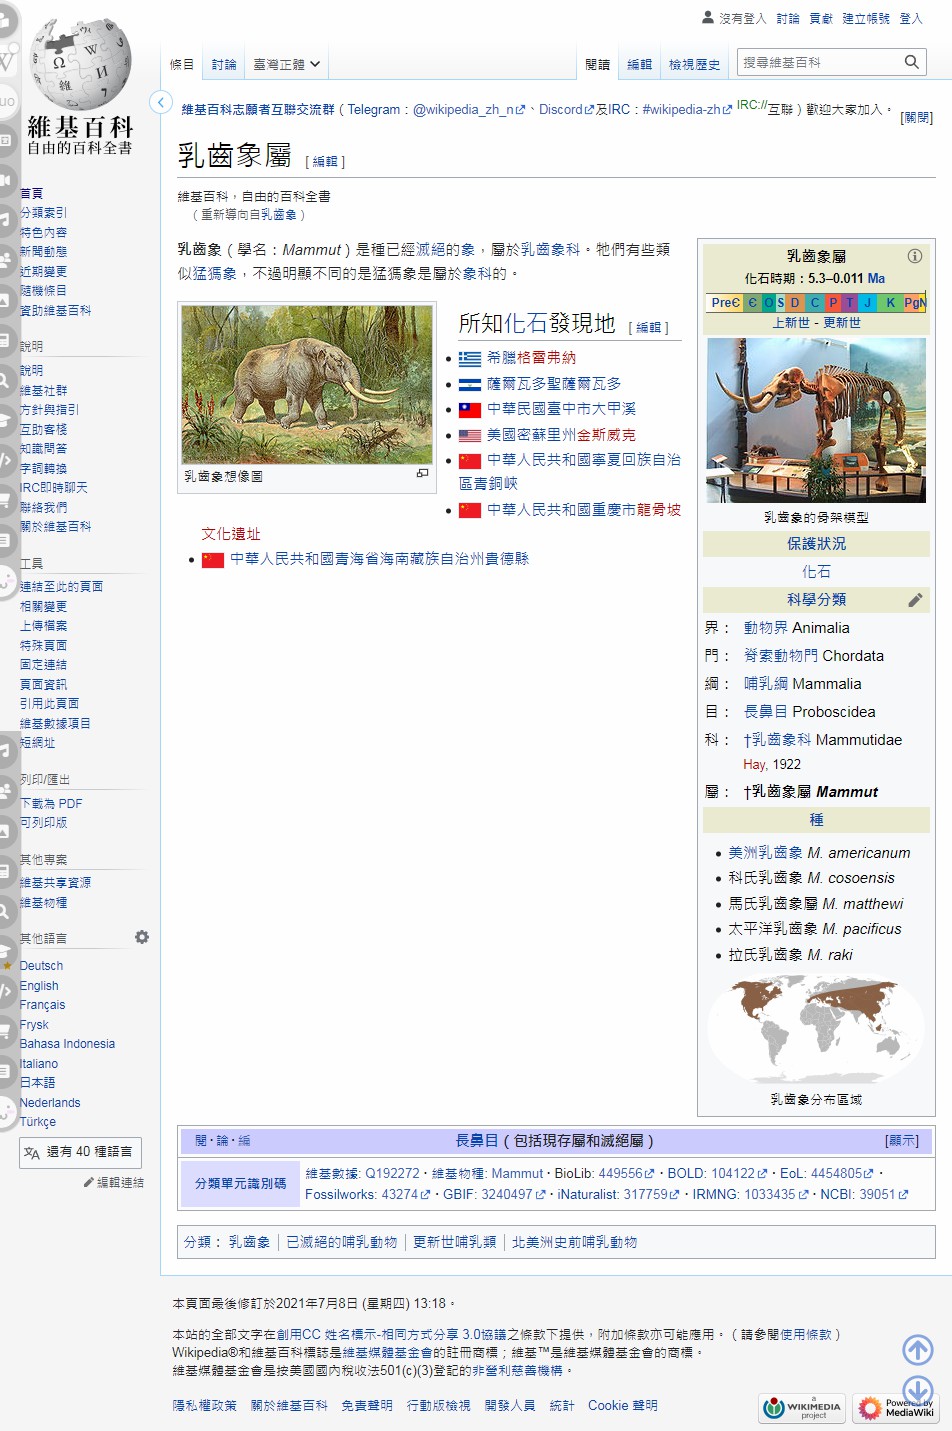 沒有登入 討論 貢獻 建立帳號 登入
條目 討論 臺灣正體 閱讀 編輯 檢視歷史 搜尋維基百科
維基百科
自由的百科全書
維基百科志願者互聯交流群（Telegram：@wikipedia_zh_n、Discord及IRC：#wikipedia-zh IRC://互聯）歡迎大家加入。 [關閉]
乳齒象屬 [編輯]
維基百科，自由的百科全書
（重新導向自乳齒象）
乳齒象（學名：Mammut）是種已經滅絕的象，屬於乳齒象科。牠們有些類
似猛獁象，不過明顯不同的是猛獁象是屬於象科的。
乳齒象想像圖
所知化石發現地 [編輯]
希臘格雷弗納
薩爾瓦多聖薩爾瓦多
中華民國臺中市大甲溪
美國密蘇里州金斯威克
中華人民共和國寧夏回族自治
區青銅峽
中華人民共和國重慶市龍骨坡
文化遺址
中華人民共和國青海省海南藏族自治州貴德縣
乳齒象屬
化石時期：5.3–0.011 Ma
PreЄ Є O S D C P T J K PgN
上新世 - 更新世
乳齒象的骨架模型
保護狀況
化石
科學分類
界： 動物界 Animalia
門： 脊索動物門 Chordata
綱： 哺乳綱 Mammalia
目： 長鼻目 Proboscidea
科： †乳齒象科 Mammutidae
Hay, 1922
屬： †乳齒象屬 Mammut
種
美洲乳齒象 M. americanum
科氏乳齒象 M. cosoensis
馬氏乳齒象屬 M. matthewi
太平洋乳齒象 M. pacificus
拉氏乳齒象 M. raki
乳齒象分布區域
首頁
分類索引
特色內容
新聞動態
近期變更
隨機條目
資助維基百科
說明
說明
維基社群
方針與指引
互助客棧
知識問答
字詞轉換
IRC即時聊天
聯絡我們
關於維基百科
工具
連結至此的頁面
相關變更
上傳檔案
特殊頁面
固定連結
頁面資訊
引用此頁面
維基數據項目
短網址
列印/匯出
下載為 PDF
可列印版
其他專案
維基共享資源
維基物種
其他語言
Deutsch
English
Français
Frysk
Bahasa Indonesia
Italiano
日本語
Nederlands
Türkçe
還有 40 種語言
編輯連結
閱·論·編 長鼻目（包括現存屬和滅絕屬） [顯示]
分類單元識別碼
維基數據: Q192272 · 維基物種: Mammut · BioLib: 449556 · BOLD: 104122 · EoL: 4454805 ·
Fossilworks: 43274 · GBIF: 3240497 · iNaturalist: 317759 · IRMNG: 1033435 · NCBI: 39051
分類： 乳齒象 | 已滅絕的哺乳動物 | 更新世哺乳類 | 北美洲史前哺乳動物
本頁面最後修訂於2021年7月8日 (星期四) 13:18。
本站的全部文字在創用CC 姓名標示-相同方式分享 3.0協議之條款下提供，附加條款亦可能應用。（請參閱使用條款）
Wikipedia®和維基百科標誌是維基媒體基金會的註冊商標；維基™是維基媒體基金會的商標。
維基媒體基金會是按美國國內稅收法501(c)(3)登記的非營利慈善機構。
隱私權政策 關於維基百科 免責聲明 行動版檢視 開發人員 統計 Cookie 聲明
a
WIKIMEDIA
project
Powered by
MediaWiki